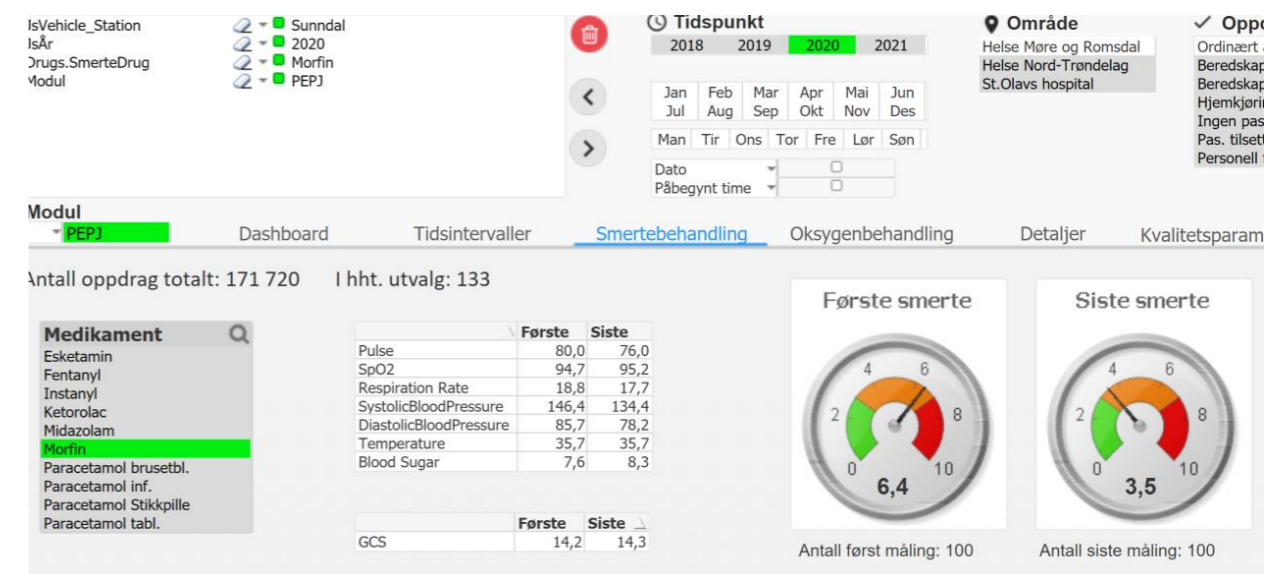 JsVehicle_Station Sunndal
JsÅr 2020
Drugs.SmerteDrug Morfin
Modul PEPJ
Tidspunkt
2018 2019 2020 2021
Jan Feb Mar Apr Mai Jun
Jul Aug Sep Okt Nov Des
Man Tir Ons Tor Fre Lør Søn
Dato
Påbegynt time
Område
Helse Møre og Romsdal
Helse Nord-Trøndelag
St.Olavs hospital
Ordinært
Beredskap
Beredskap
Ingen pas
Pas. tilsett
Personell
Modul
PEPJ Dashboard Tidsintervaller Smertebehandling Oksygenbehandling Detaljer Kvalitetsparam
Antall oppdrag totalt: 171 720 I hht. utvalg: 133
Medikament
Esketamin
Fentanyl
Instanyl
Ketorolac
Midazolam
Morfin
Paracetamol brusetbl.
Paracetamol inf.
Paracetamol Stikkpille
Paracetamol tabl.
Første Siste
Pulse 80,0 76,0
SpO2 94,7 95,2
Respiration Rate 18,8 17,7
SystolicBloodPressure 146,4 134,4
DiastolicBloodPressure 85,7 78,2
Temperature 35,7 35,7
Blood Sugar 7,6 8,3
Første Siste
GCS 14,2 14,3
Første smerte
0 2 4 6 8 10
6,4
Antall først måling: 100
Siste smerte
0 2 4 6 8 10
3,5
Antall siste måling: 100